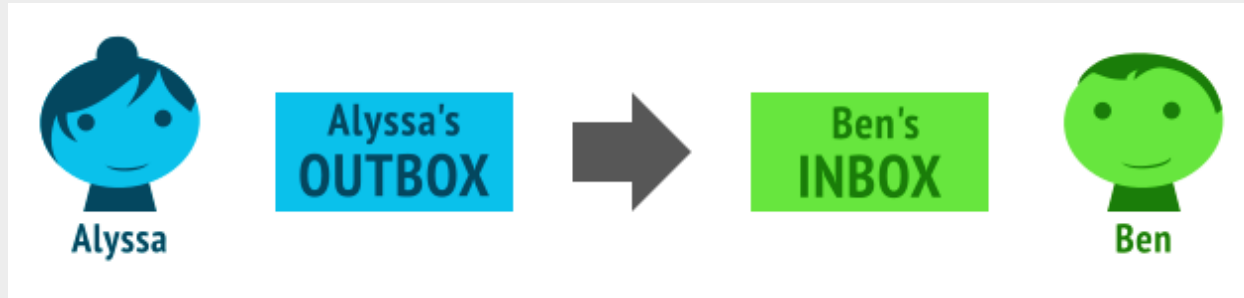 Alyssa's
OUTBOX
Ben's
INBOX
Alyssa
Ben